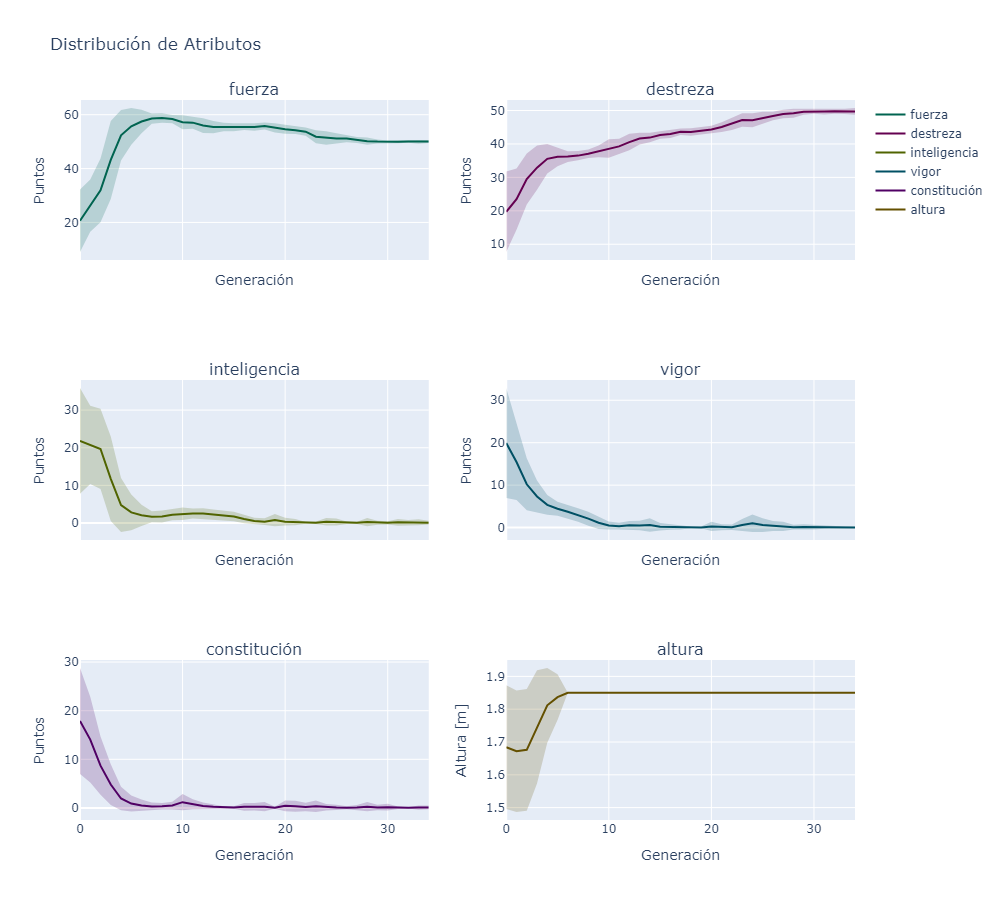 Distribución de Atributos
fuerza
60
40
20
Puntos
Generación
destreza
50
40
30
20
10
Puntos
Generación
fuerza
destreza
inteligencia
vigor
constitución
altura
inteligencia
30
20
10
0
Puntos
Generación
vigor
30
20
10
0
Puntos
Generación
constitución
30
20
10
0
Puntos
0 10 20 30
Generación
altura
1.9
1.8
1.7
1.6
1.5
Altura [m]
0 10 20 30
Generación